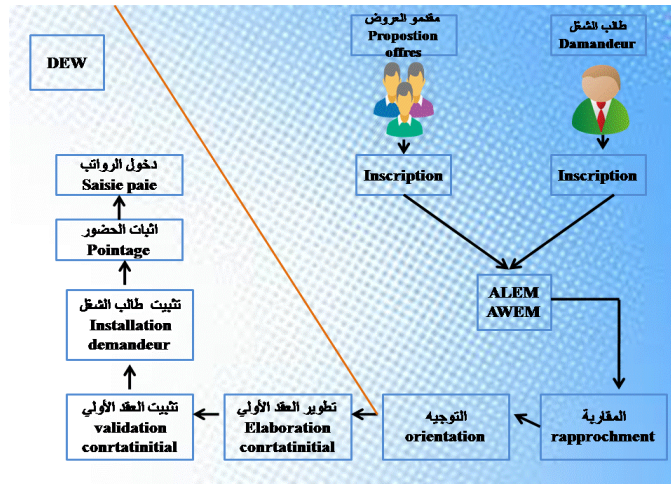 DEW
مقدمو العروض
Propostion
offres
طالب الشغل
Damandeur
Inscription
Inscription
ALEM
AWEM
المقاربة
rapprochment
التوجيه
orientation
تطوير العقد الأولي
Elaboration
conrtatinitial
تثبيت العقد الأولي
validation
conrtatinitial
تثبيت طالب الشغل
Installation
demandeur
اثبات الحضور
Pointage
دخول الرواتب
Saisie paie